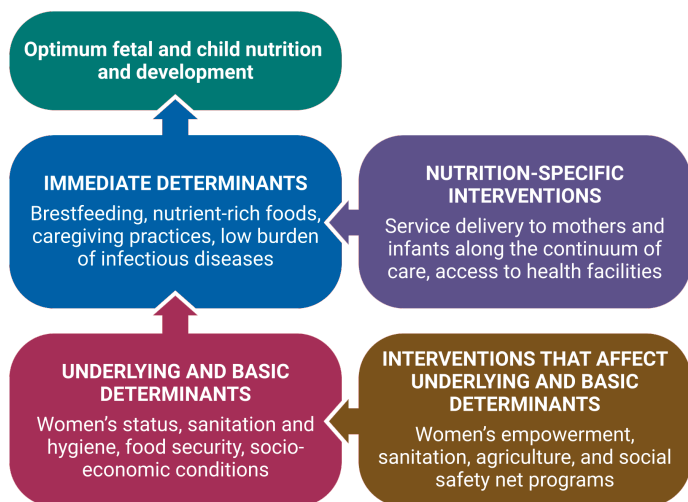 Optimum fetal and child nutrition
and development
IMMEDIATE DETERMINANTS
Brestfeeding, nutrient-rich foods,
caregiving practices, low burden
of infectious diseases
NUTRITION-SPECIFIC
INTERVENTIONS
Service delivery to mothers and
infants along the continuum of
care, access to health facilities
UNDERLYING AND BASIC
DETERMINANTS
Women’s status, sanitation and
hygiene, food security, socio-
economic conditions
INTERVENTIONS THAT AFFECT
UNDERLYING AND BASIC
DETERMINANTS
Women’s empowerment,
sanitation, agriculture, and social
safety net programs